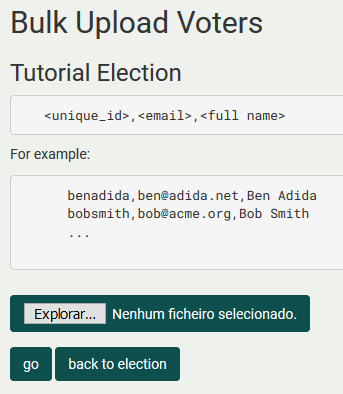 Bulk Upload Voters
Tutorial Election
<unique_id>,<email>,<full name>
For example:
benadida,ben@adida.net,Ben Adida
bobsmith,bob@acme.org,Bob Smith
...
Explorar... Nenhum ficheiro selecionado.
go back to election